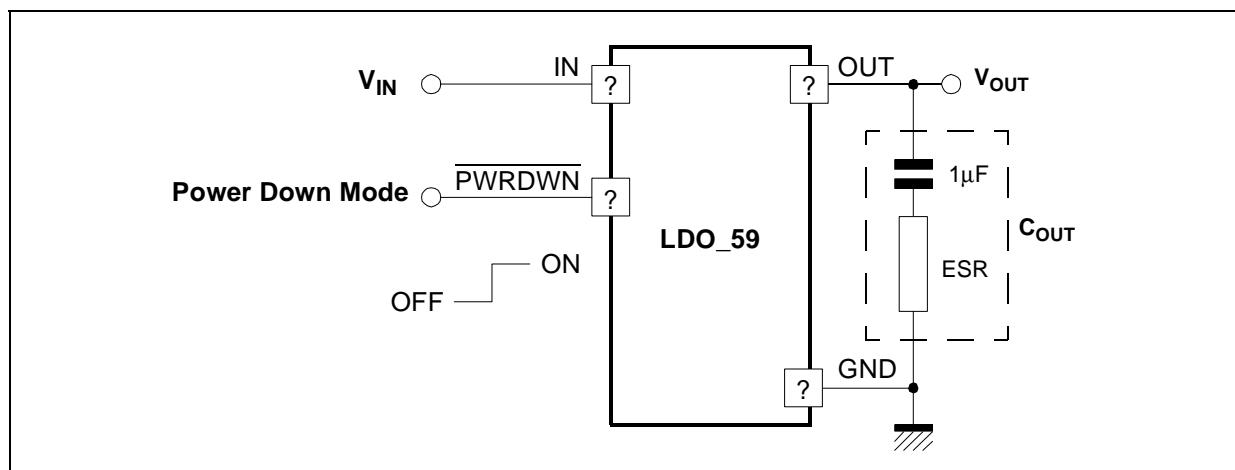 V_IN
IN
?
?
OUT
V_OUT
Power Down Mode
PWRDWN
?
1μF
LDO_59
C_OUT
OFF
ON
ESR
?
GND